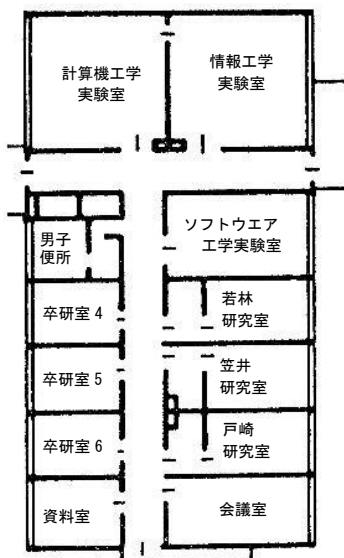 計算機工学
実験室
情報工学
実験室
男子
便所
ソフトウエア
工学実験室
卒研室 4
若林
研究室
卒研室 5
笠井
研究室
卒研室 6
戸崎
研究室
資料室
会議室